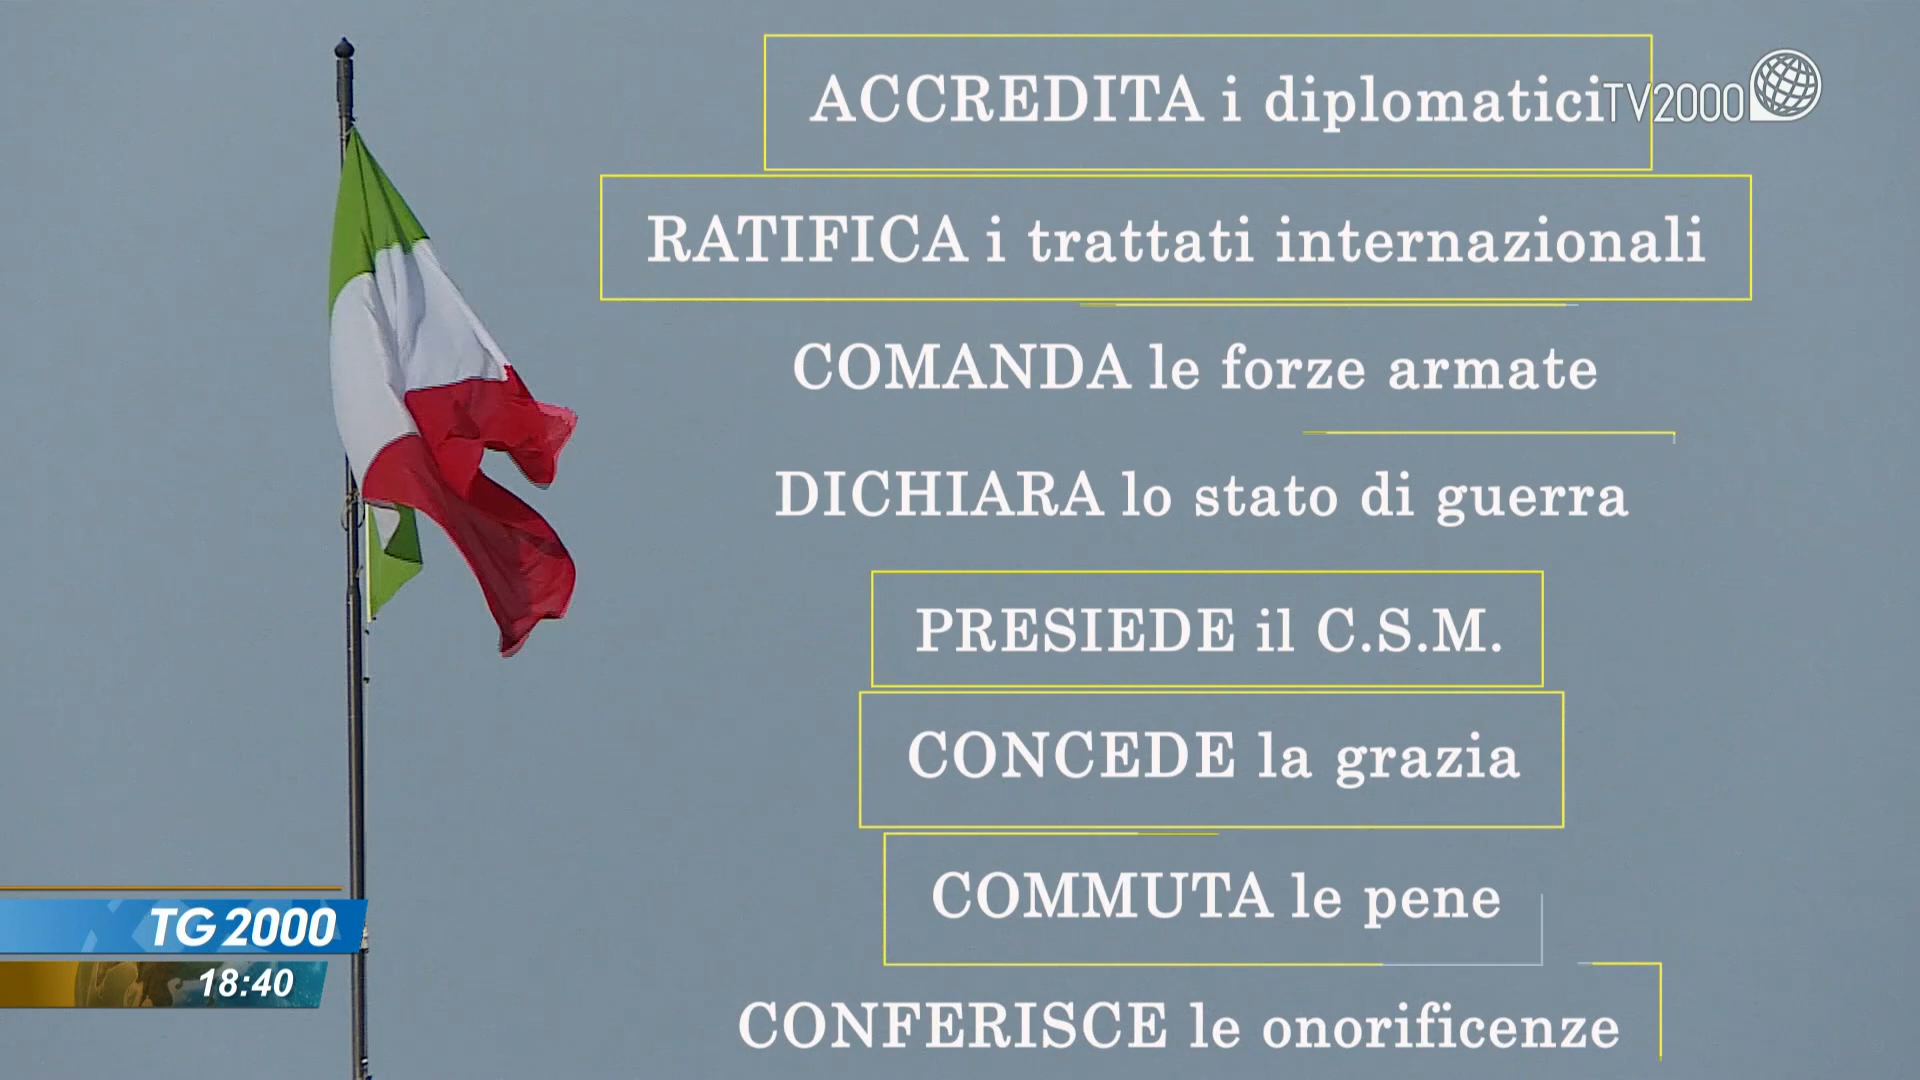 ACCREDITA i diplomatici
TV2000
RATIFICA i trattati internazionali
COMANDA le forze armate
DICHIARA lo stato di guerra
PRESIEDE il C.S.M.
CONCEDE la grazia
COMMUTA le pene
TG 2000
18:40
CONFERISCE le onorificenze